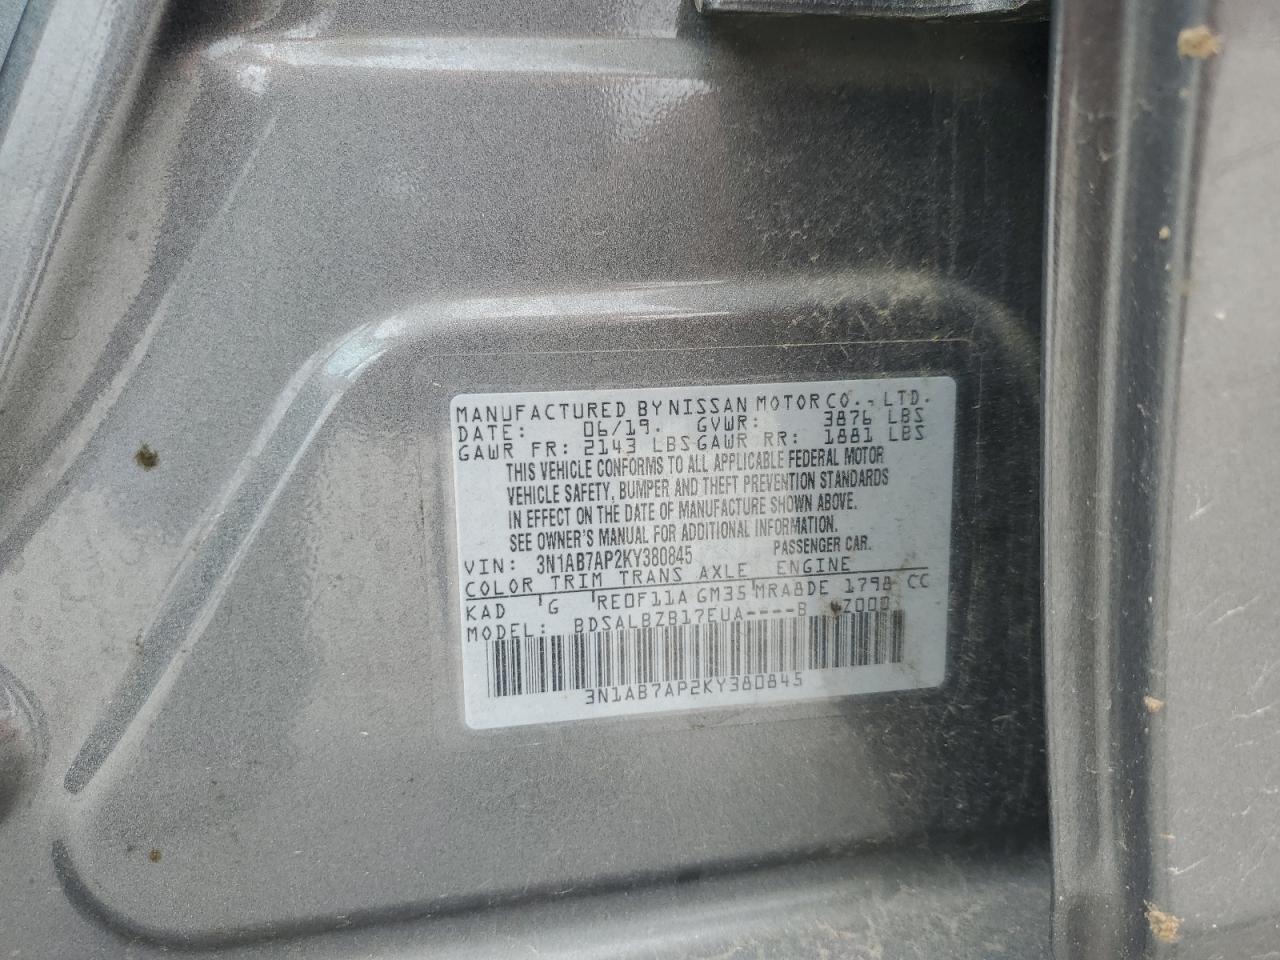 MANUFACTURED BY NISSAN MOTOR CO., LTD.
DATE: 06/19. GVWR: 3876 LBS
GAWR FR: 2143 LBS GAWR RR: 1881 LBS
THIS VEHICLE CONFORMS TO ALL APPLICABLE FEDERAL MOTOR
VEHICLE SAFETY, BUMPER AND THEFT PREVENTION STANDARDS
IN EFFECT ON THE DATE OF MANUFACTURE SHOWN ABOVE.
SEE OWNER'S MANUAL FOR ADDITIONAL INFORMATION.
VIN: 3N1AB7AP2KY380845 PASSENGER CAR.
COLOR TRIM TRANS AXLE ENGINE
KAD G RE0F11A GM35 MRA8DE 1798 CC
MODEL: BDSALBZB17EUA----B Z000
3N1AB7AP2KY380845